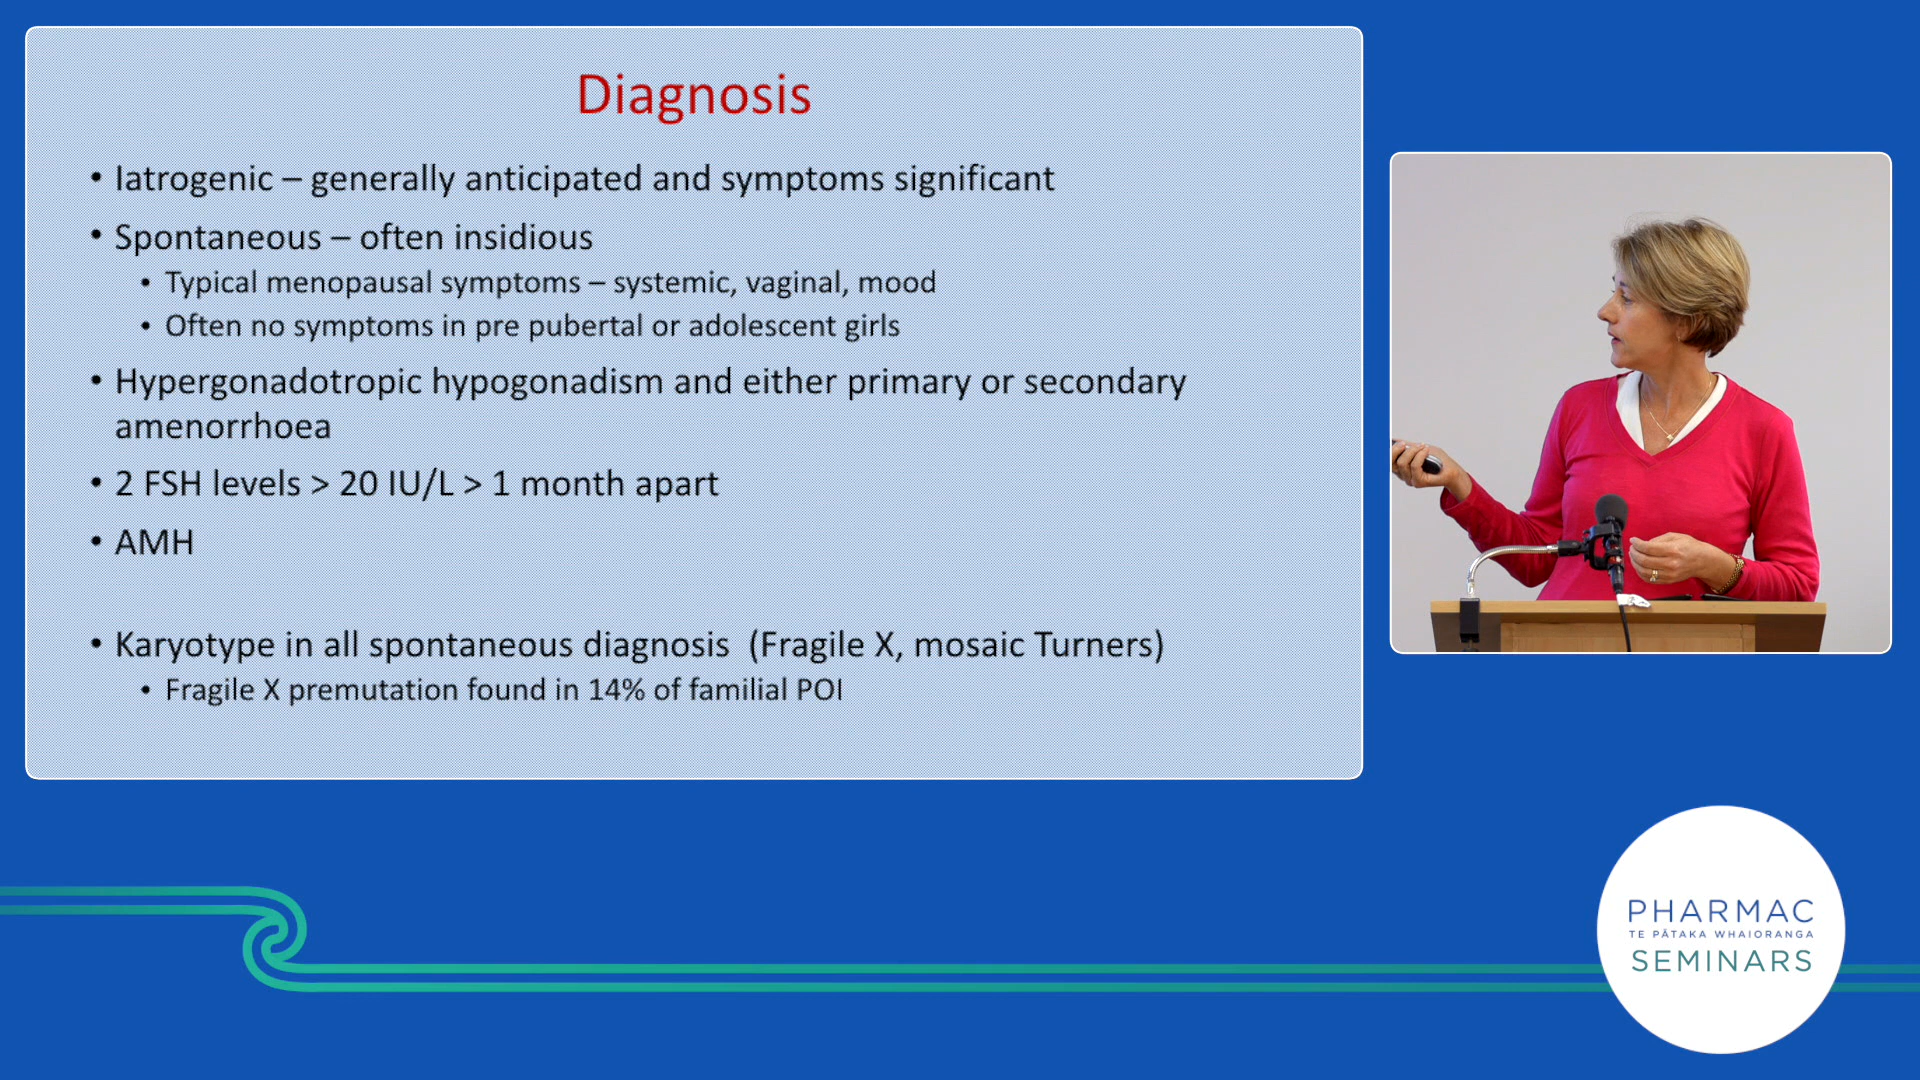 Diagnosis
• Iatrogenic – generally anticipated and symptoms significant
• Spontaneous – often insidious
• Typical menopausal symptoms – systemic, vaginal, mood
• Often no symptoms in pre pubertal or adolescent girls
• Hypergonadotropic hypogonadism and either primary or secondary
amenorrhoea
• 2 FSH levels > 20 IU/L > 1 month apart
• AMH
• Karyotype in all spontaneous diagnosis (Fragile X, mosaic Turners)
• Fragile X premutation found in 14% of familial POI
PHARMAC
TE PĀTAKA WHAIORANGA
SEMINARS